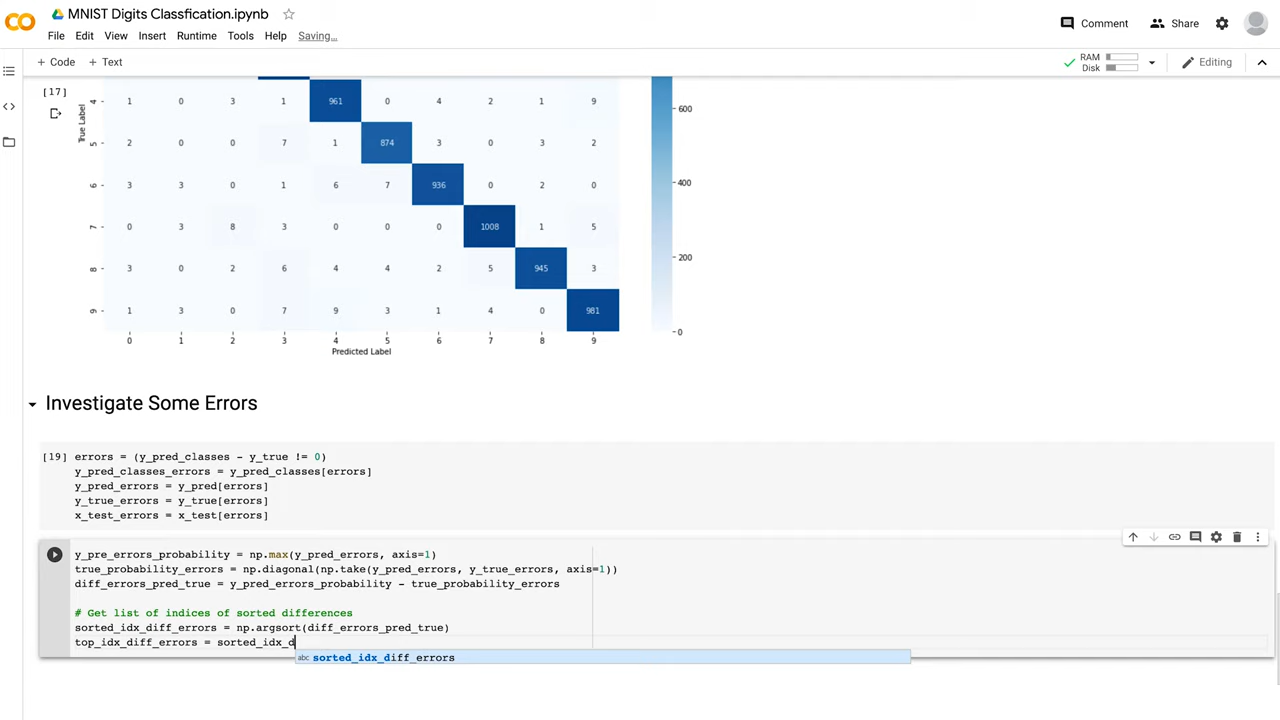 MNIST Digits Classfication.ipynb
File Edit View Insert Runtime Tools Help Saving...
Comment Share
+ Code + Text
RAM
Disk
Editing
[17]
4 1 0 3 1 961 0 4 2 1 9
5 2 0 0 7 1 874 3 0 3 2
6 3 3 0 1 6 7 936 0 2 0
7 0 3 8 3 0 0 0 1008 1 5
8 3 0 2 6 4 4 2 5 945 3
9 1 3 0 7 9 3 1 4 0 981
0 1 2 3 4 5 6 7 8 9
True Label
Predicted Label
600
400
200
0
Investigate Some Errors
[19] errors = (y_pred_classes - y_true != 0)
y_pred_classes_errors = y_pred_classes[errors]
y_pred_errors = y_pred[errors]
y_true_errors = y_true[errors]
x_test_errors = x_test[errors]
y_pre_errors_probability = np.max(y_pred_errors, axis=1)
true_probability_errors = np.diagonal(np.take(y_pred_errors, y_true_errors, axis=1))
diff_errors_pred_true = y_pred_errors_probability - true_probability_errors
# Get list of indices of sorted differences
sorted_idx_diff_errors = np.argsort(diff_errors_pred_true)
top_idx_diff_errors = sorted_idx_d
abc sorted_idx_diff_errors